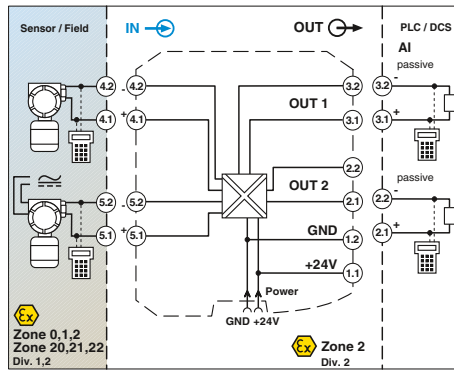 Sensor / Field
IN
OUT
PLC / DCS
AI
passive
4.2 - 4.2
3.2
3.2 -
OUT 1
4.1 + 4.1
3.1
3.1 +
2.2
passive
OUT 2
5.2 - 5.2
2.1
2.2 -
5.1 + 5.1
GND
1.2
2.1 +
+24V
1.1
Power
GND +24V
Ex
Zone 0,1,2
Zone 20,21,22
Div. 1,2
Ex
Zone 2
Div. 2